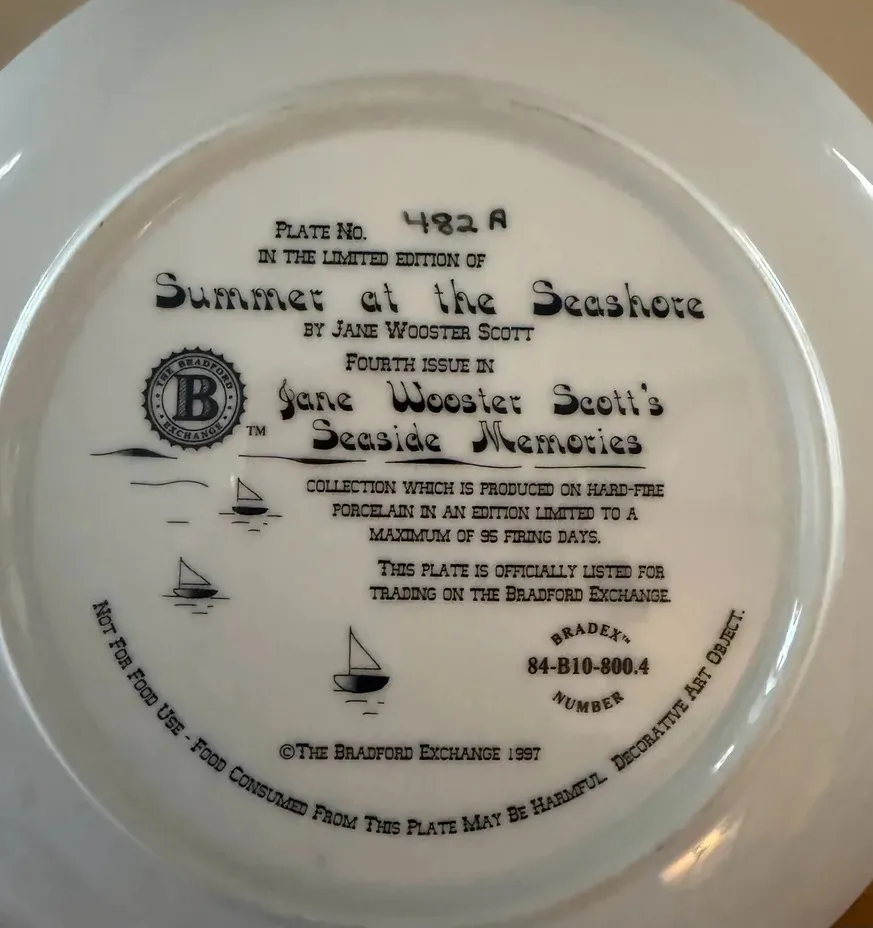 PLATE NO. 482 A
IN THE LIMITED EDITION OF
Summer at the Seashore
BY JANE WOOSTER SCOTT
FOURTH ISSUE IN
Jane Wooster Scott's
Seaside Memories
THE BRADFORD
B
EXCHANGE
TM
COLLECTION WHICH IS PRODUCED ON HARD-FIRE
PORCELAIN IN AN EDITION LIMITED TO A
MAXIMUM OF 95 FIRING DAYS.
THIS PLATE IS OFFICIALLY LISTED FOR
TRADING ON THE BRADFORD EXCHANGE.
BRADEX™
84-B10-800.4
NUMBER
©THE BRADFORD EXCHANGE 1997
NOT FOR FOOD USE - FOOD CONSUMED FROM THIS PLATE MAY BE HARMFUL. DECORATIVE ART OBJECT.